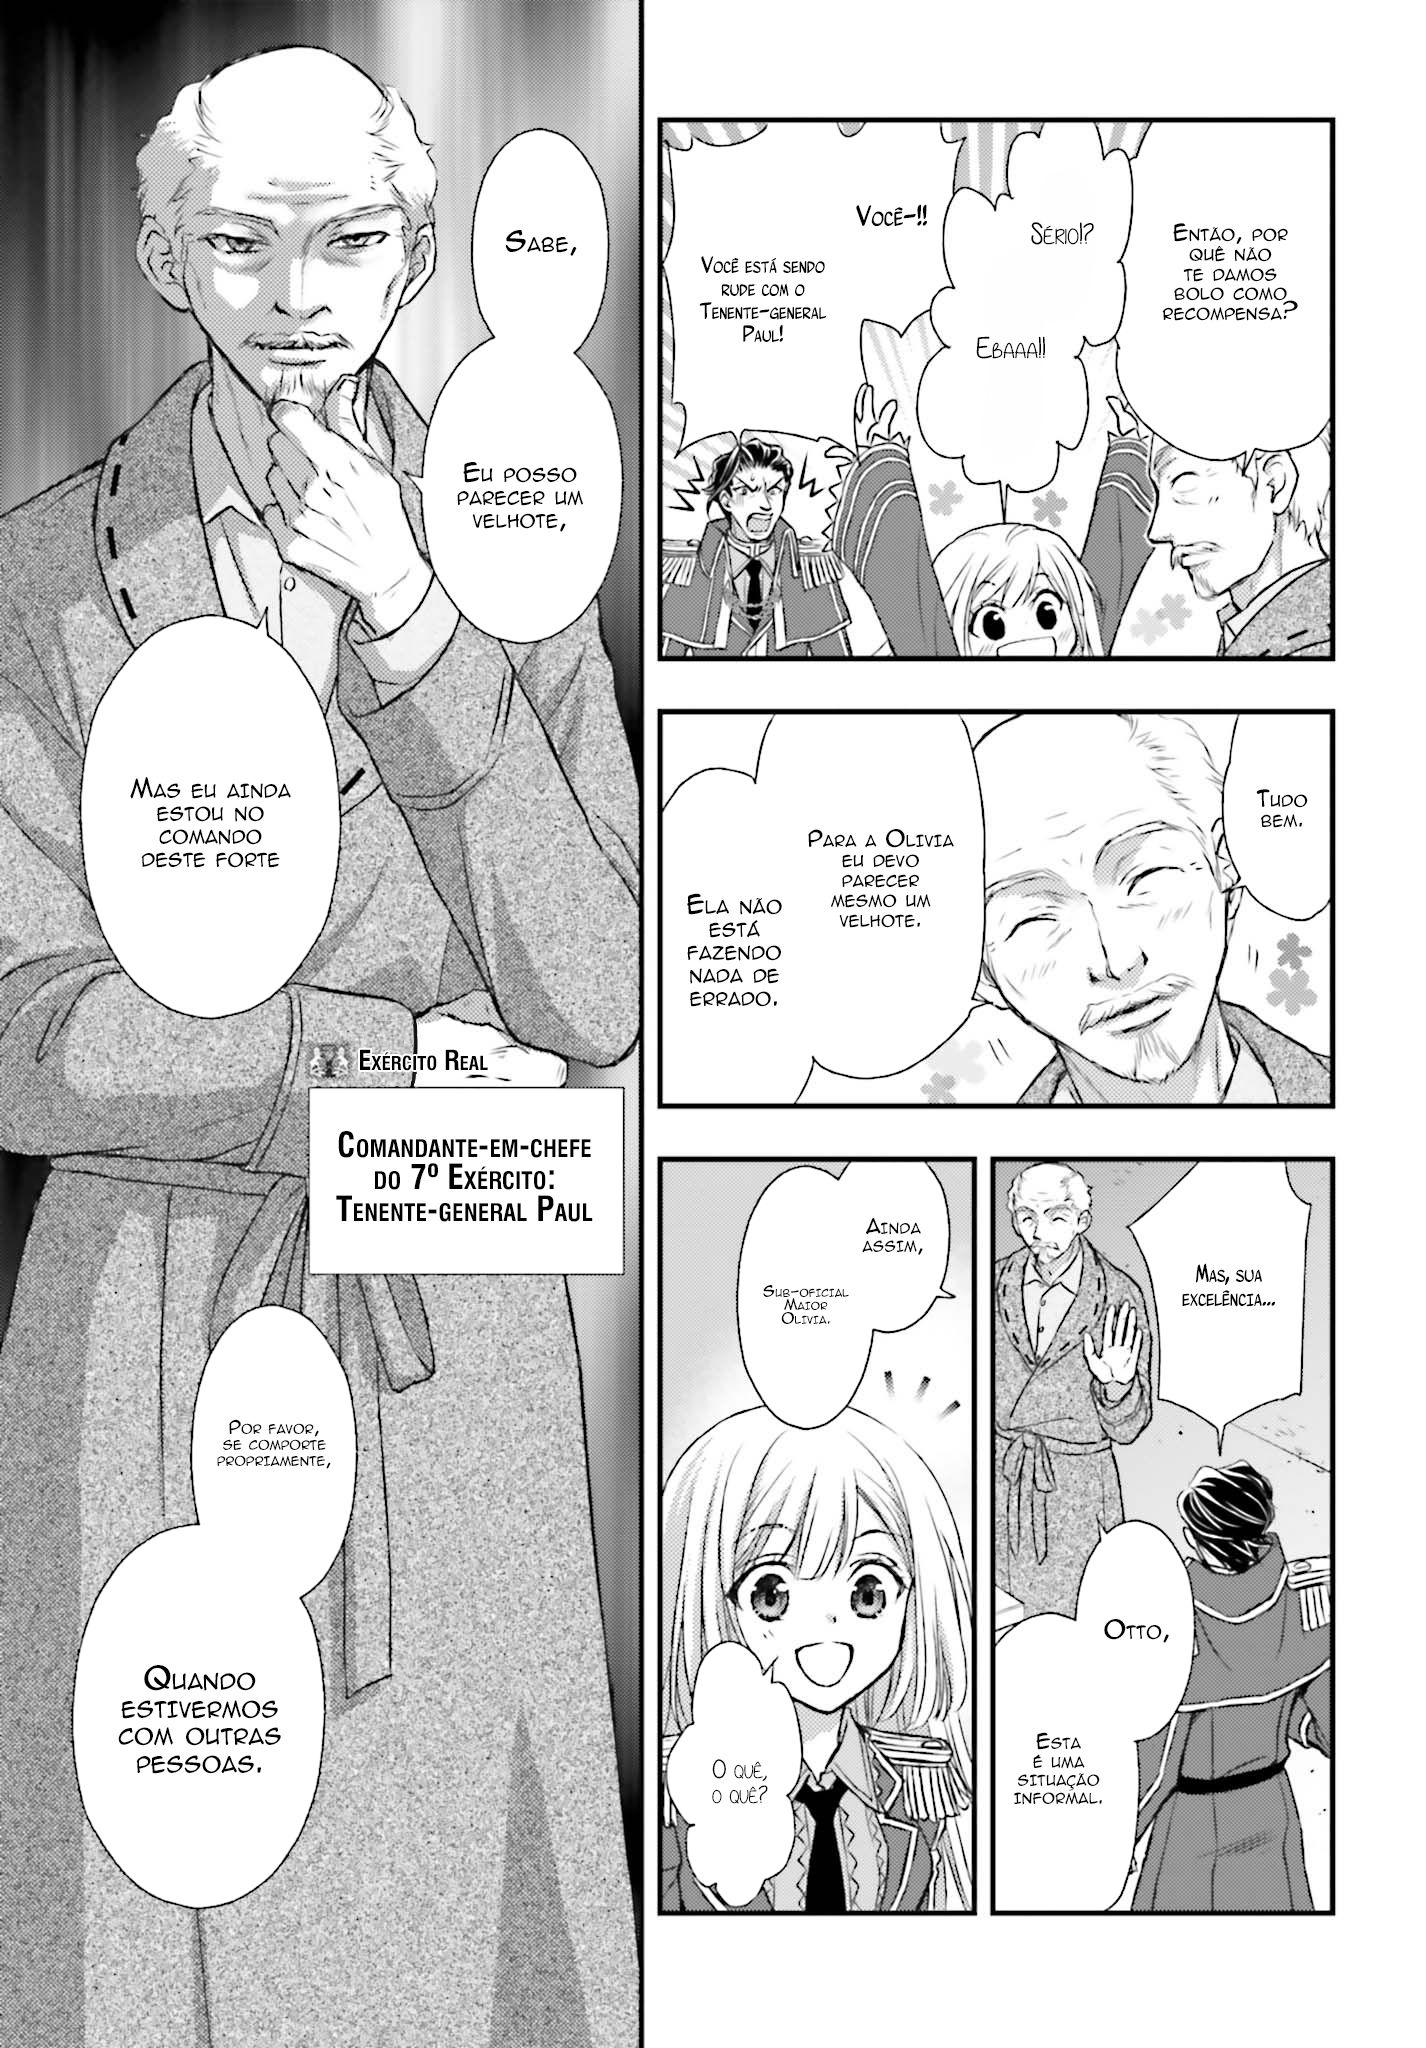 Então, por
quê não
te damos
bolo como
recompensa?
Sério!?
Ebaaa!!
Você-!!
Você está sendo
rude com o
Tenente-general
Paul!
Tudo
bem.
Para a Olivia
eu devo
parecer
mesmo um
velhote.
Ela não
está
fazendo
nada de
errado.
Mas, sua
excelência...
Otto,
Esta
é uma
situação
informal.
Ainda
assim,
Sub-oficial
Maior
Olivia.
O quê,
o quê?
Sabe,
Eu posso
parecer um
velhote,
Mas eu ainda
estou no
comando
deste forte
Exército Real
Comandante-em-chefe
do 7º Exército:
Tenente-general Paul
Por favor,
se comporte
propriamente,
Quando
estivermos
com outras
pessoas.